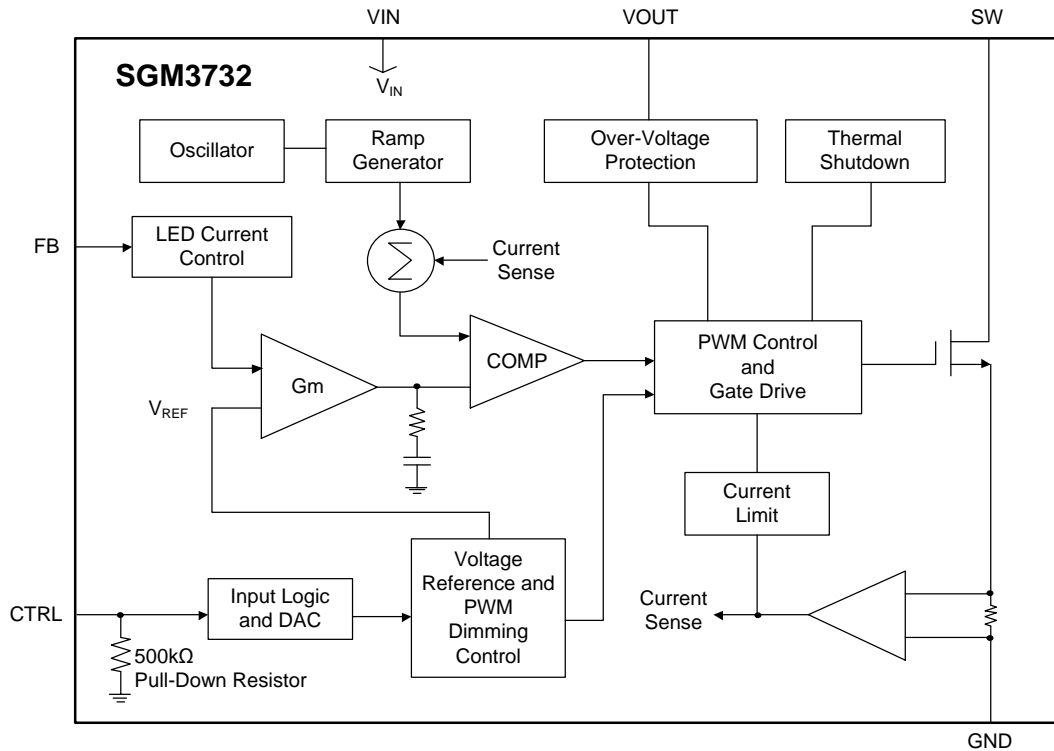 VIN
VOUT
SW
SGM3732
VIN
Oscillator
Ramp
Generator
Over-Voltage
Protection
Thermal
Shutdown
FB
LED Current
Control
Σ
Current
Sense
Gm
COMP
PWM Control
and
Gate Drive
VREF
Current
Limit
CTRL
Input Logic
and DAC
Voltage
Reference and
PWM
Dimming
Control
Current
Sense
500kΩ
Pull-Down Resistor
GND